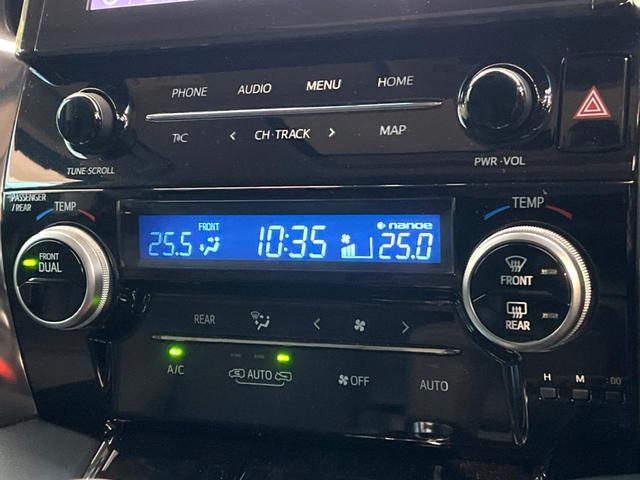 PHONE AUDIO MENU HOME
T/C < CH·TRACK > MAP
TUNE·SCROLL
PWR·VOL
PASSENGER
/REAR
TEMP
FRONT
DUAL
FRONT nanoe
25.5 10:35 25.0
TEMP
FRONT
REAR
REAR < >
A/C AUTO OFF AUTO
H M :00